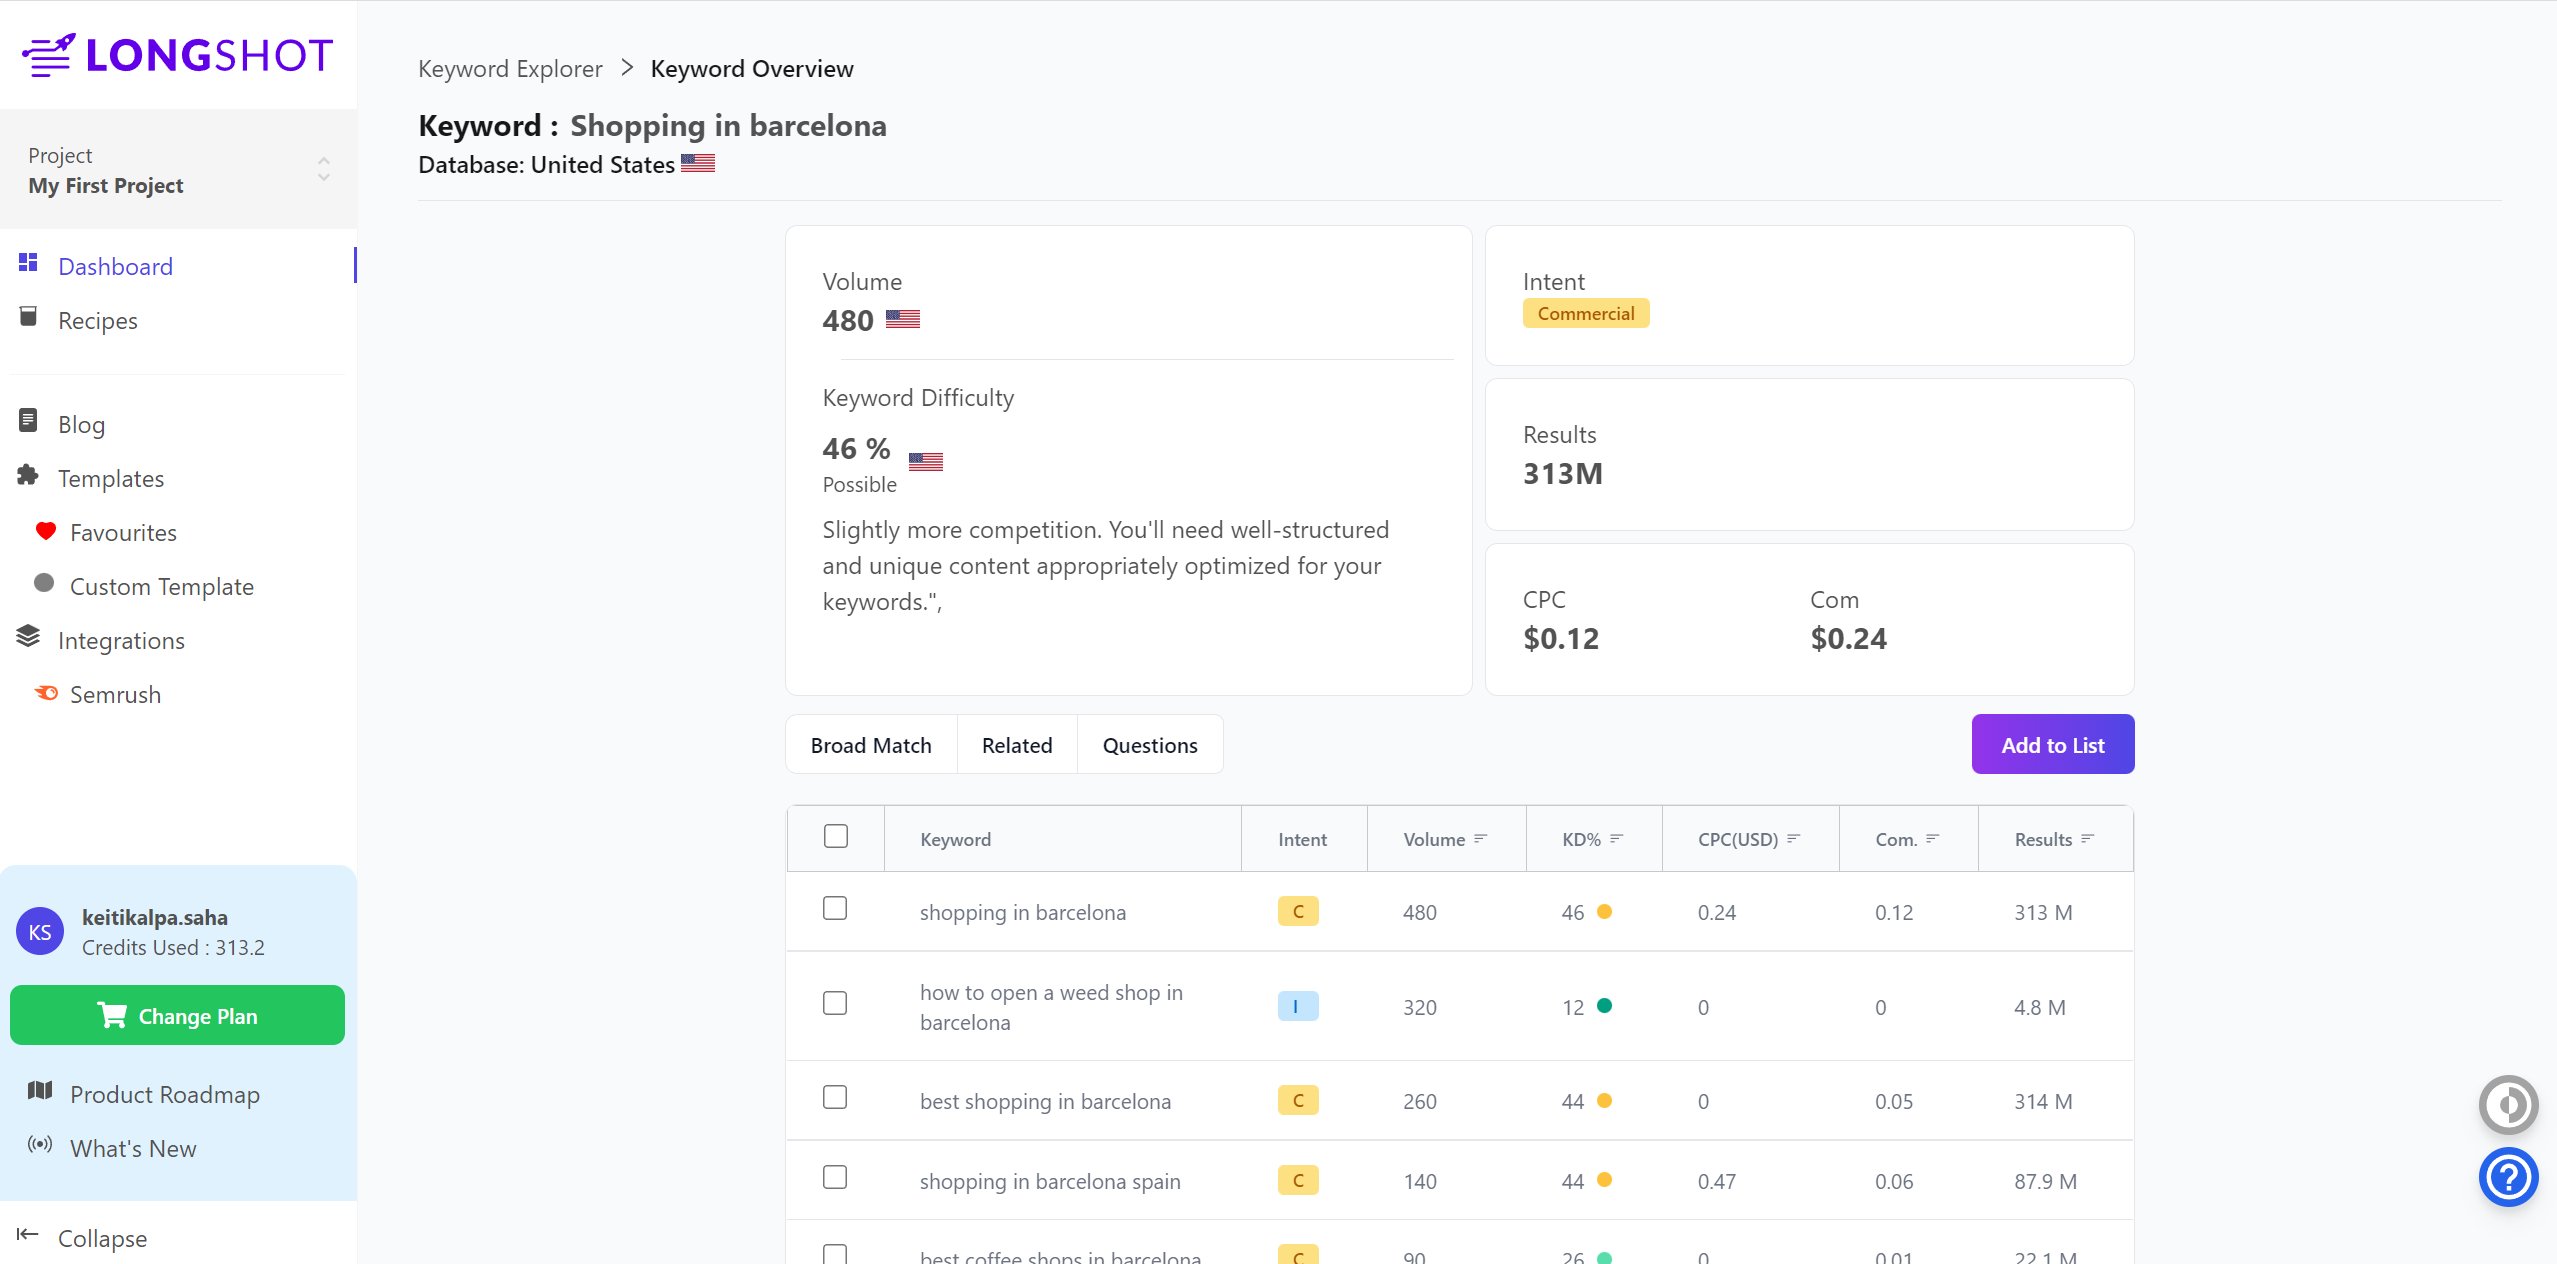 LONGSHOT
Project
My First Project
Dashboard
Recipes
Blog
Templates
Favourites
Custom Template
Integrations
Semrush
KS
keitikalpa.saha
Credits Used : 313.2
Change Plan
Product Roadmap
What's New
Collapse
Keyword Explorer > Keyword Overview
Keyword : Shopping in barcelona
Database: United States
Volume
480
Keyword Difficulty
46 %
Possible
Slightly more competition. You'll need well-structured
and unique content appropriately optimized for your
keywords.",
Intent
Commercial
Results
313M
CPC Com
$0.12 $0.24
Broad Match Related Questions Add to List
Keyword Intent Volume KD% CPC(USD) Com. Results
shopping in barcelona C 480 46 0.24 0.12 313 M
how to open a weed shop in
barcelona I 320 12 0 0 4.8 M
best shopping in barcelona C 260 44 0 0.05 314 M
shopping in barcelona spain C 140 44 0.47 0.06 87.9 M
best coffee shops in barcelona C 90 26 0 0.01 22.1 M
?